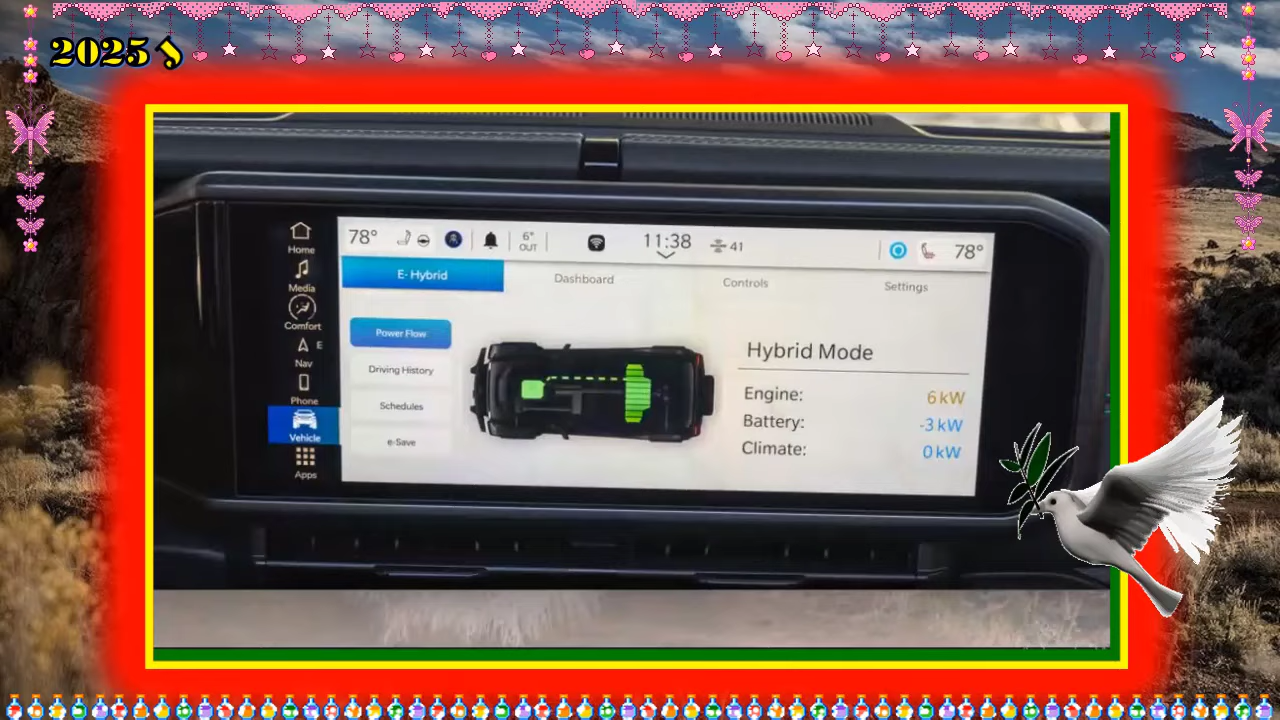 2025
78° 6° OUT 11:38 41 78°
Home
Media
Comfort
E
Nav
Phone
Vehicle
Apps
E- Hybrid Dashboard Controls Settings
Power Flow
Driving History
Schedules
e-Save
Hybrid Mode
Engine: 6 kW
Battery: -3 kW
Climate: 0 kW